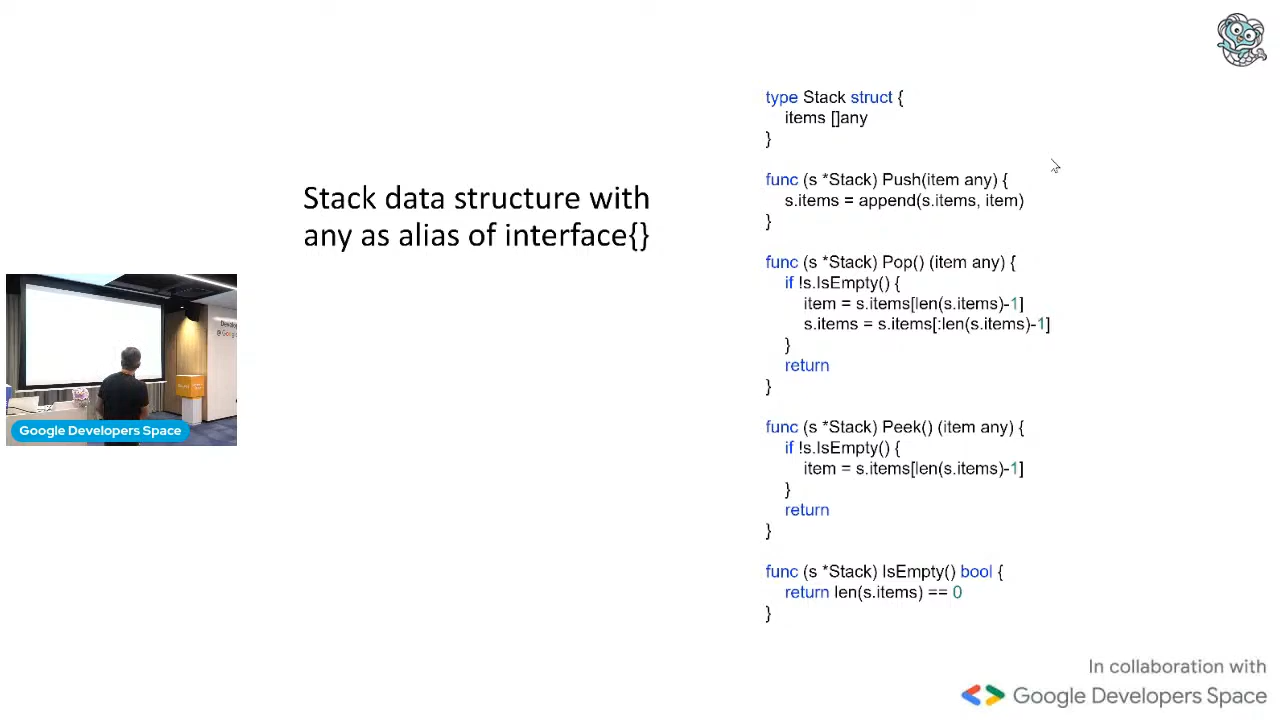 Stack data structure with
any as alias of interface{}
type Stack struct {
items []any
}
func (s *Stack) Push(item any) {
s.items = append(s.items, item)
}
func (s *Stack) Pop() (item any) {
if !s.IsEmpty() {
item = s.items[len(s.items)-1]
s.items = s.items[:len(s.items)-1]
}
return
}
func (s *Stack) Peek() (item any) {
if !s.IsEmpty() {
item = s.items[len(s.items)-1]
}
return
}
func (s *Stack) IsEmpty() bool {
return len(s.items) == 0
}
Google Developers Space
In collaboration with
Google Developers Space